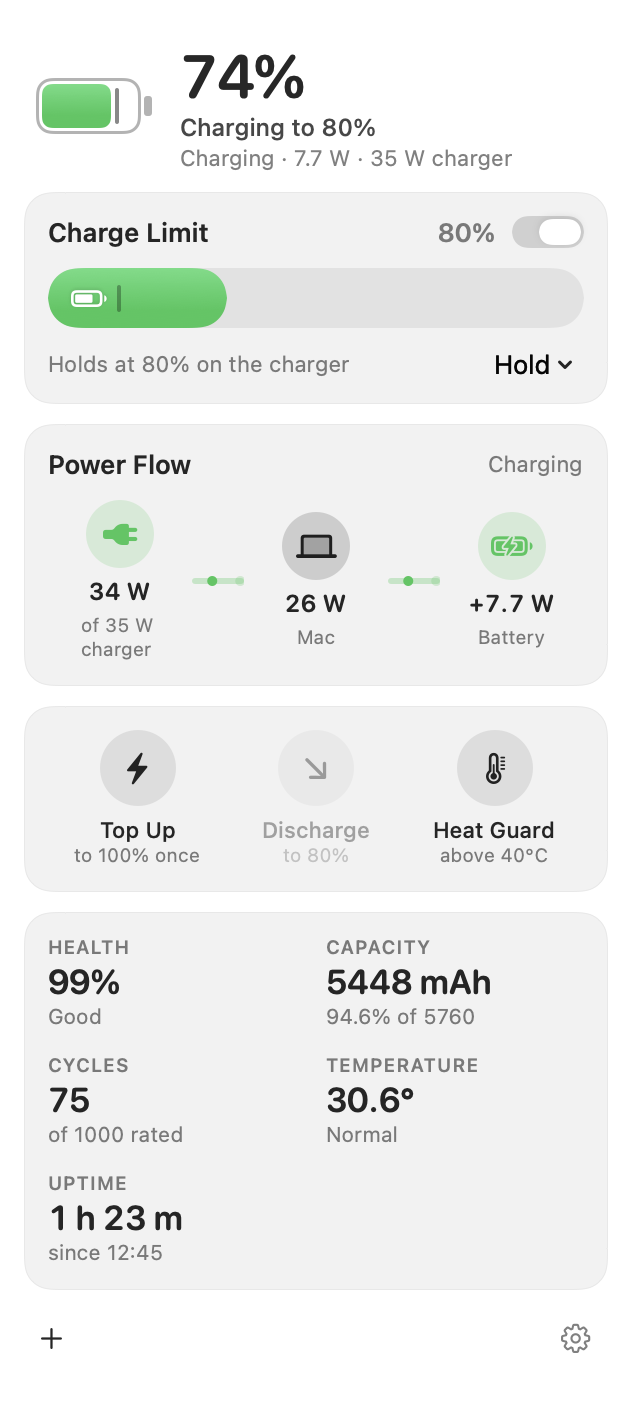 74%
Charging to 80%
Charging · 7.7 W · 35 W charger
Charge Limit
80%
Holds at 80% on the charger
Hold
Power Flow
Charging
34 W
of 35 W
charger
26 W
Mac
+7.7 W
Battery
Top Up
to 100% once
Discharge
to 80%
Heat Guard
above 40°C
HEALTH
99%
Good
CAPACITY
5448 mAh
94.6% of 5760
CYCLES
75
of 1000 rated
TEMPERATURE
30.6°
Normal
UPTIME
1 h 23 m
since 12:45